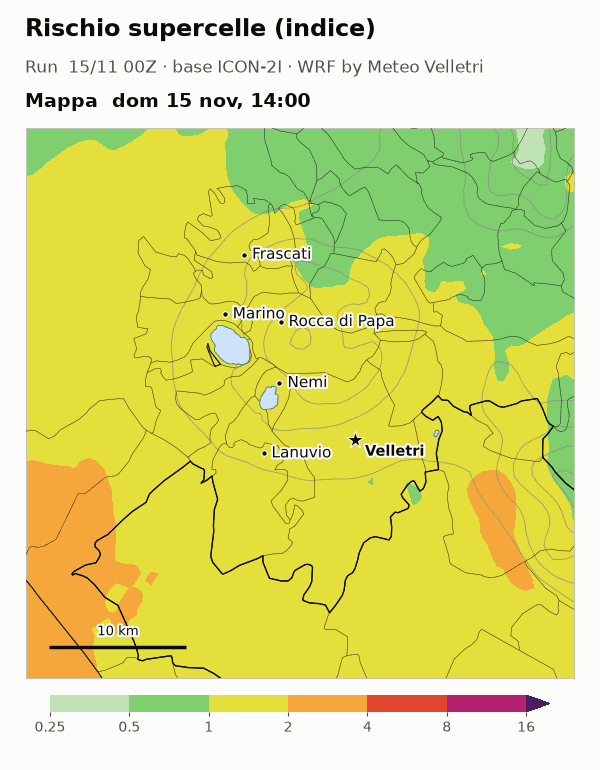 Rischio supercelle (indice)
Run  15/11 00Z · base ICON-2I · WRF by Meteo Velletri
Mappa  dom 15 nov, 14:00
Frascati
Marino
Rocca di Papa
Nemi
Velletri
Lanuvio
10 km
0.25 0.5 1 2 4 8 16